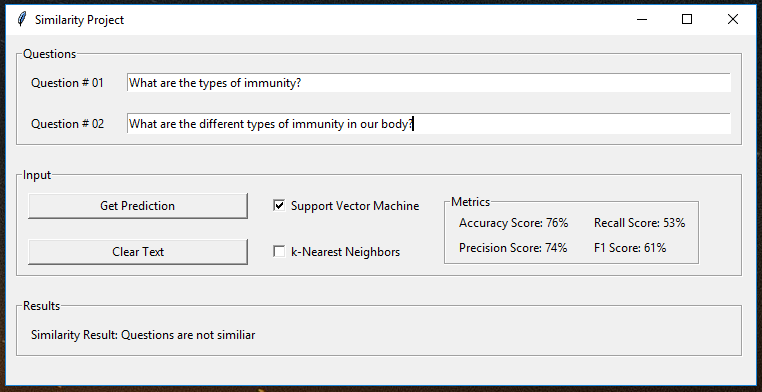 Similarity Project
Questions
Question # 01 What are the types of immunity?
Question # 02 What are the different types of immunity in our body?
Input
Get Prediction
Support Vector Machine
Clear Text
k-Nearest Neighbors
Metrics
Accuracy Score: 76% Recall Score: 53%
Precision Score: 74% F1 Score: 61%
Results
Similarity Result: Questions are not similiar